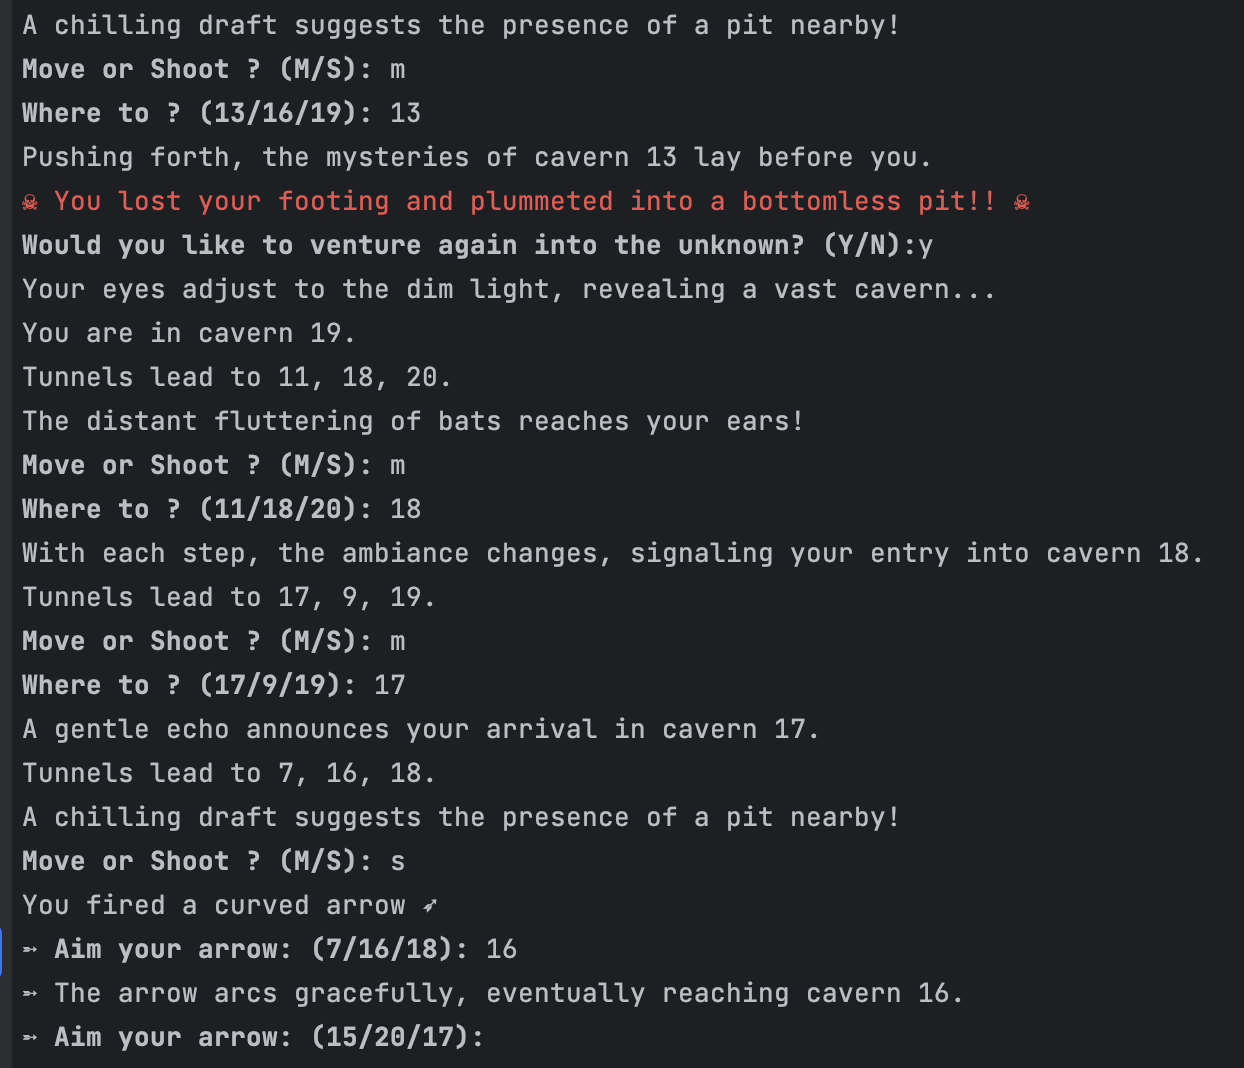 A chilling draft suggests the presence of a pit nearby!
Move or Shoot ? (M/S): m
Where to ? (13/16/19): 13
Pushing forth, the mysteries of cavern 13 lay before you.
☠ You lost your footing and plummeted into a bottomless pit!! ☠
Would you like to venture again into the unknown? (Y/N):y
Your eyes adjust to the dim light, revealing a vast cavern...
You are in cavern 19.
Tunnels lead to 11, 18, 20.
The distant fluttering of bats reaches your ears!
Move or Shoot ? (M/S): m
Where to ? (11/18/20): 18
With each step, the ambiance changes, signaling your entry into cavern 18.
Tunnels lead to 17, 9, 19.
Move or Shoot ? (M/S): m
Where to ? (17/9/19): 17
A gentle echo announces your arrival in cavern 17.
Tunnels lead to 7, 16, 18.
A chilling draft suggests the presence of a pit nearby!
Move or Shoot ? (M/S): s
You fired a curved arrow ➶
➵ Aim your arrow: (7/16/18): 16
➵ The arrow arcs gracefully, eventually reaching cavern 16.
➵ Aim your arrow: (15/20/17):